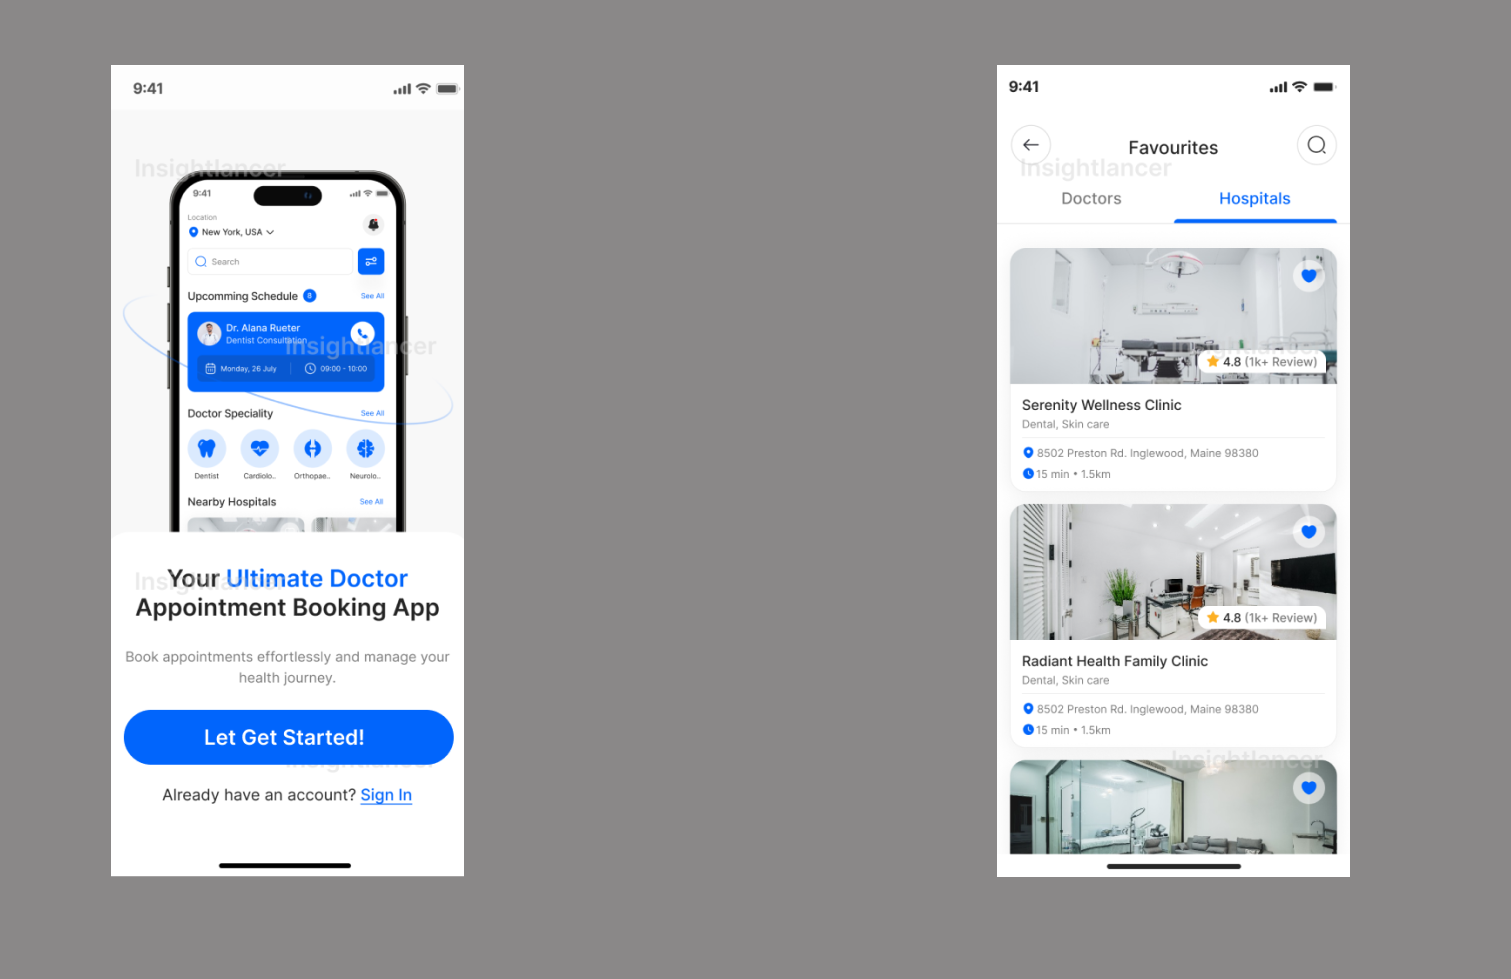 9:41
Insightlancer
9:41
Location
New York, USA
Search
Upcomming Schedule 8 See All
Dr. Alana Rueter
Dentist Consultation
Insightlancer
Monday, 26 July 09:00 - 10:00
Doctor Speciality See All
Dentist Cardiolo.. Orthopae.. Neurolo..
Nearby Hospitals See All
Insightlancer
Your Ultimate Doctor
Appointment Booking App
Book appointments effortlessly and manage your
health journey.
Let Get Started!
Insightlancer
Already have an account? Sign In
9:41
Favourites
Insightlancer
Doctors Hospitals
Insightlancer
4.8 (1k+ Review)
Serenity Wellness Clinic
Dental, Skin care
8502 Preston Rd. Inglewood, Maine 98380
15 min • 1.5km
4.8 (1k+ Review)
Radiant Health Family Clinic
Dental, Skin care
8502 Preston Rd. Inglewood, Maine 98380
15 min • 1.5km
Insightlancer